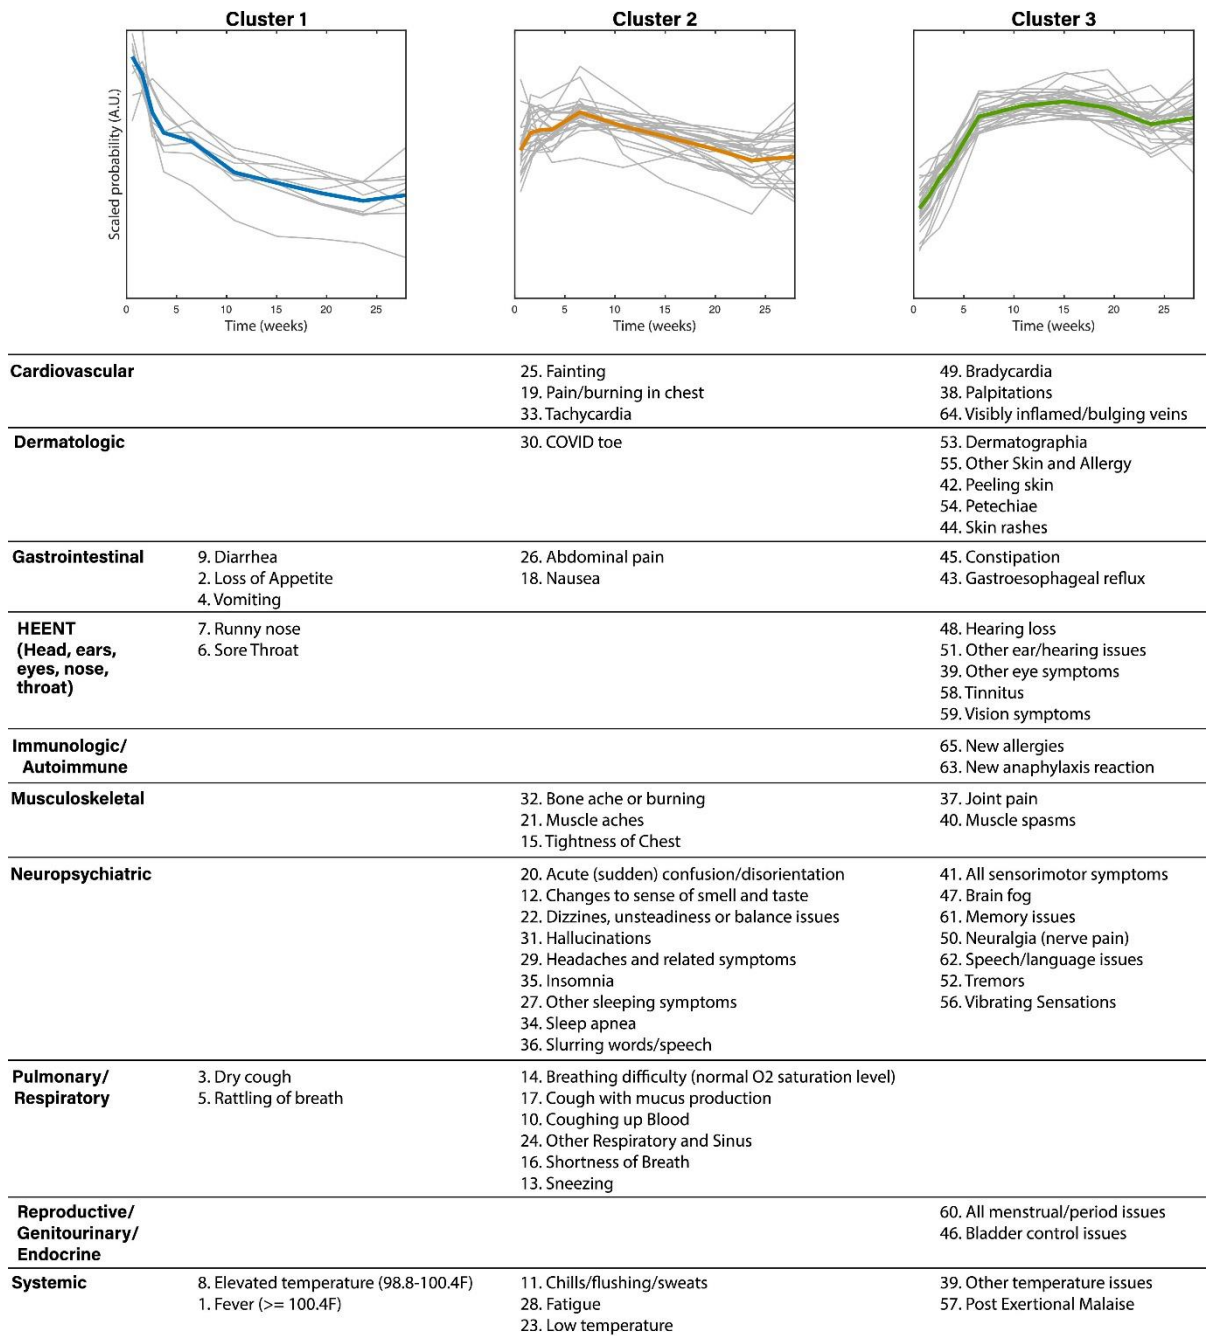 Cluster 1
Cluster 2
Cluster 3
Scaled probability (A.U.)
0 5 10 15 20 25
0 5 10 15 20 25
0 5 10 15 20 25
Time (weeks)
Time (weeks)
Time (weeks)
Cardiovascular
25. Fainting
19. Pain/burning in chest
33. Tachycardia
49. Bradycardia
38. Palpitations
64. Visibly inflamed/bulging veins
Dermatologic
30. COVID toe
53. Dermatographia
55. Other Skin and Allergy
42. Peeling skin
54. Petechiae
44. Skin rashes
Gastrointestinal
9. Diarrhea
2. Loss of Appetite
4. Vomiting
26. Abdominal pain
18. Nausea
45. Constipation
43. Gastroesophageal reflux
HEENT
(Head, ears,
eyes, nose,
throat)
7. Runny nose
6. Sore Throat
48. Hearing loss
51. Other ear/hearing issues
39. Other eye symptoms
58. Tinnitus
59. Vision symptoms
Immunologic/
Autoimmune
65. New allergies
63. New anaphylaxis reaction
Musculoskeletal
32. Bone ache or burning
21. Muscle aches
15. Tightness of Chest
37. Joint pain
40. Muscle spasms
Neuropsychiatric
20. Acute (sudden) confusion/disorientation
12. Changes to sense of smell and taste
22. Dizzines, unsteadiness or balance issues
31. Hallucinations
29. Headaches and related symptoms
35. Insomnia
27. Other sleeping symptoms
34. Sleep apnea
36. Slurring words/speech
41. All sensorimotor symptoms
47. Brain fog
61. Memory issues
50. Neuralgia (nerve pain)
62. Speech/language issues
52. Tremors
56. Vibrating Sensations
Pulmonary/
Respiratory
3. Dry cough
5. Rattling of breath
14. Breathing difficulty (normal O2 saturation level)
17. Cough with mucus production
10. Coughing up Blood
24. Other Respiratory and Sinus
16. Shortness of Breath
13. Sneezing
Reproductive/
Genitourinary/
Endocrine
60. All menstrual/period issues
46. Bladder control issues
Systemic
8. Elevated temperature (98.8-100.4F)
1. Fever (>= 100.4F)
11. Chills/flushing/sweats
28. Fatigue
23. Low temperature
39. Other temperature issues
57. Post Exertional Malaise